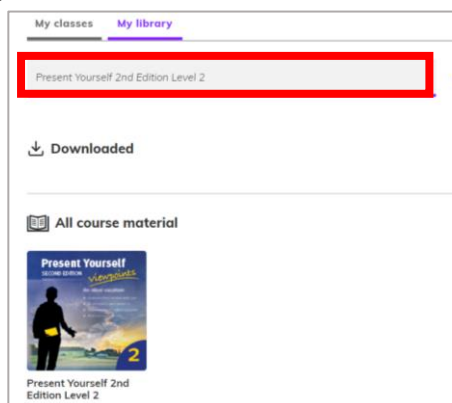 My classes My library
Present Yourself 2nd Edition Level 2
Downloaded
All course material
Present Yourself
SECOND EDITION
Viewpoints
2
Present Yourself 2nd
Edition Level 2